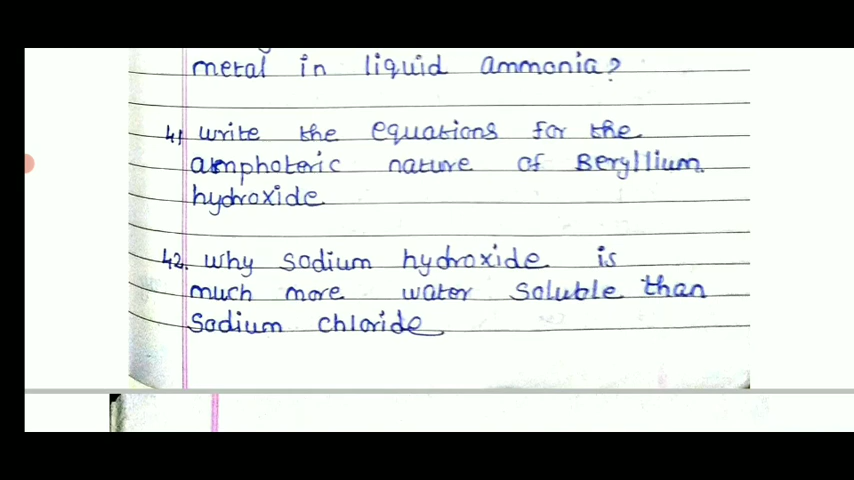 metal in liquid ammonia?
41 write the equations for the
amphoteric nature of Beryllium
hydroxide
42. why sodium hydroxide is
much more water soluble than
Sodium chloride